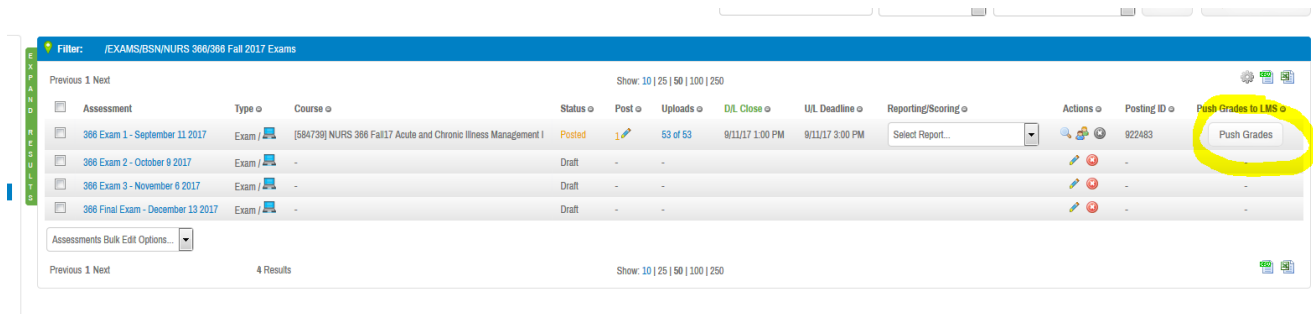 Filter: /EXAMS/BSN/NURS 366/366 Fall 2017 Exams
EXPAND RESULTS
Previous 1 Next Show: 10 | 25 | 50 | 100 | 250
Assessment Type Course Status Post Uploads D/L Close U/L Deadline Reporting/Scoring Actions Posting ID Push Grades to LMS
366 Exam 1 - September 11 2017 Exam / [584739] NURS 366 Fall17 Acute and Chronic Illness Management I Posted 1 53 of 53 9/11/17 1:00 PM 9/11/17 3:00 PM Select Report... 922483 Push Grades
366 Exam 2 - October 9 2017 Exam / - Draft - - - -
366 Exam 3 - November 6 2017 Exam / - Draft - - - -
366 Final Exam - December 13 2017 Exam / - Draft - - - -
Assessments Bulk Edit Options...
Previous 1 Next 4 Results Show: 10 | 25 | 50 | 100 | 250